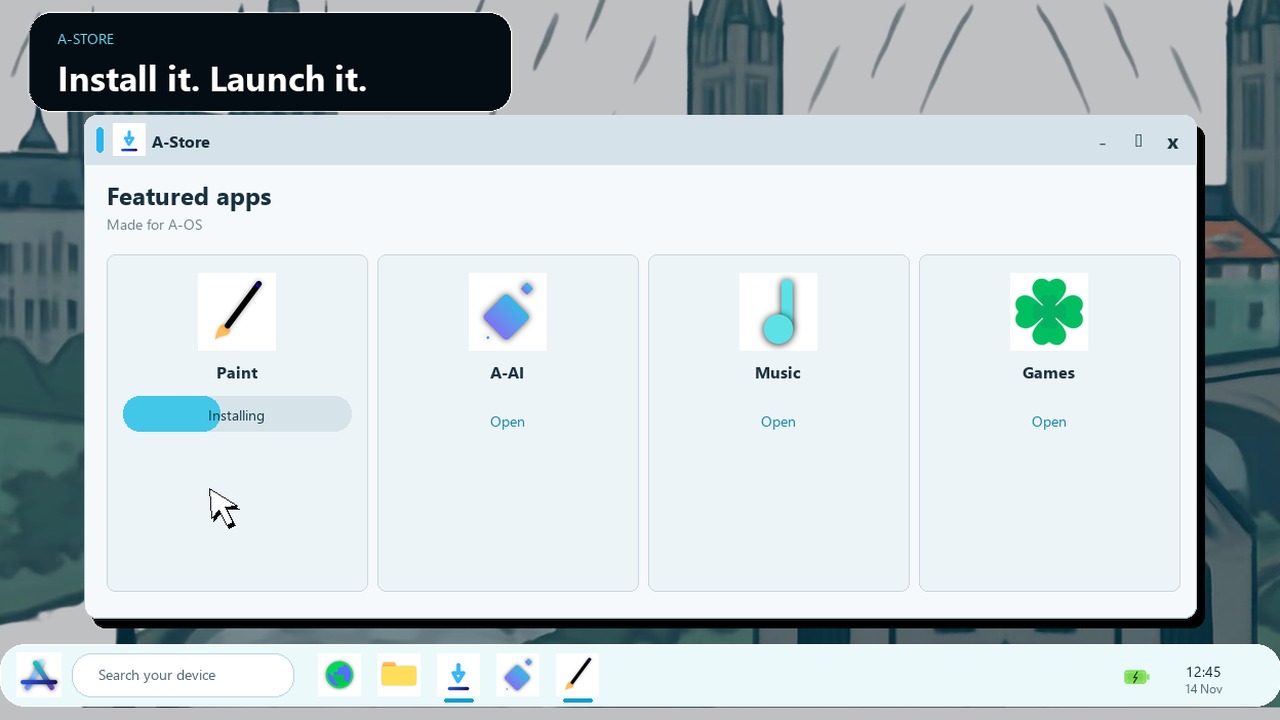 A-STORE
Install it. Launch it.
A-Store
Featured apps
Made for A-OS
Paint
A-AI
Music
Games
Installing
Open
Open
Open
Search your device
12:45
14 Nov